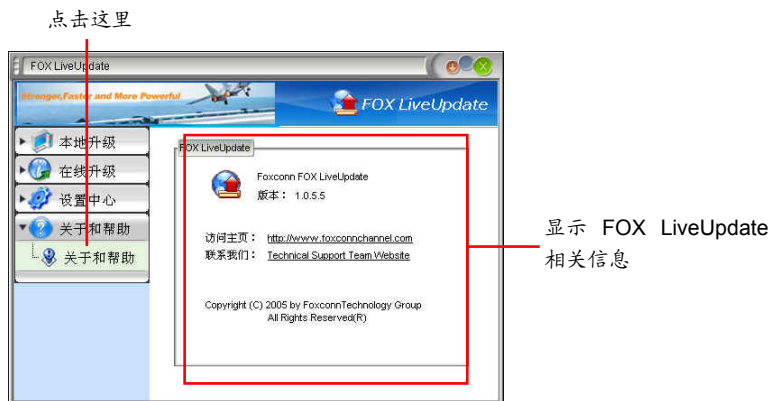 点击这里
FOX LiveUpdate
Stronger,Faster and More Powerful
FOX LiveUpdate
本地升级
在线升级
设置中心
关于和帮助
关于和帮助
FOX LiveUpdate
Foxconn FOX LiveUpdate
版本： 1.0.5.5
访问主页： http://www.foxconnchannel.com
联系我们： Technical Support Team Website
Copyright (C) 2005 by FoxconnTechnology Group
All Rights Reserved(R)
显示 FOX LiveUpdate
相关信息